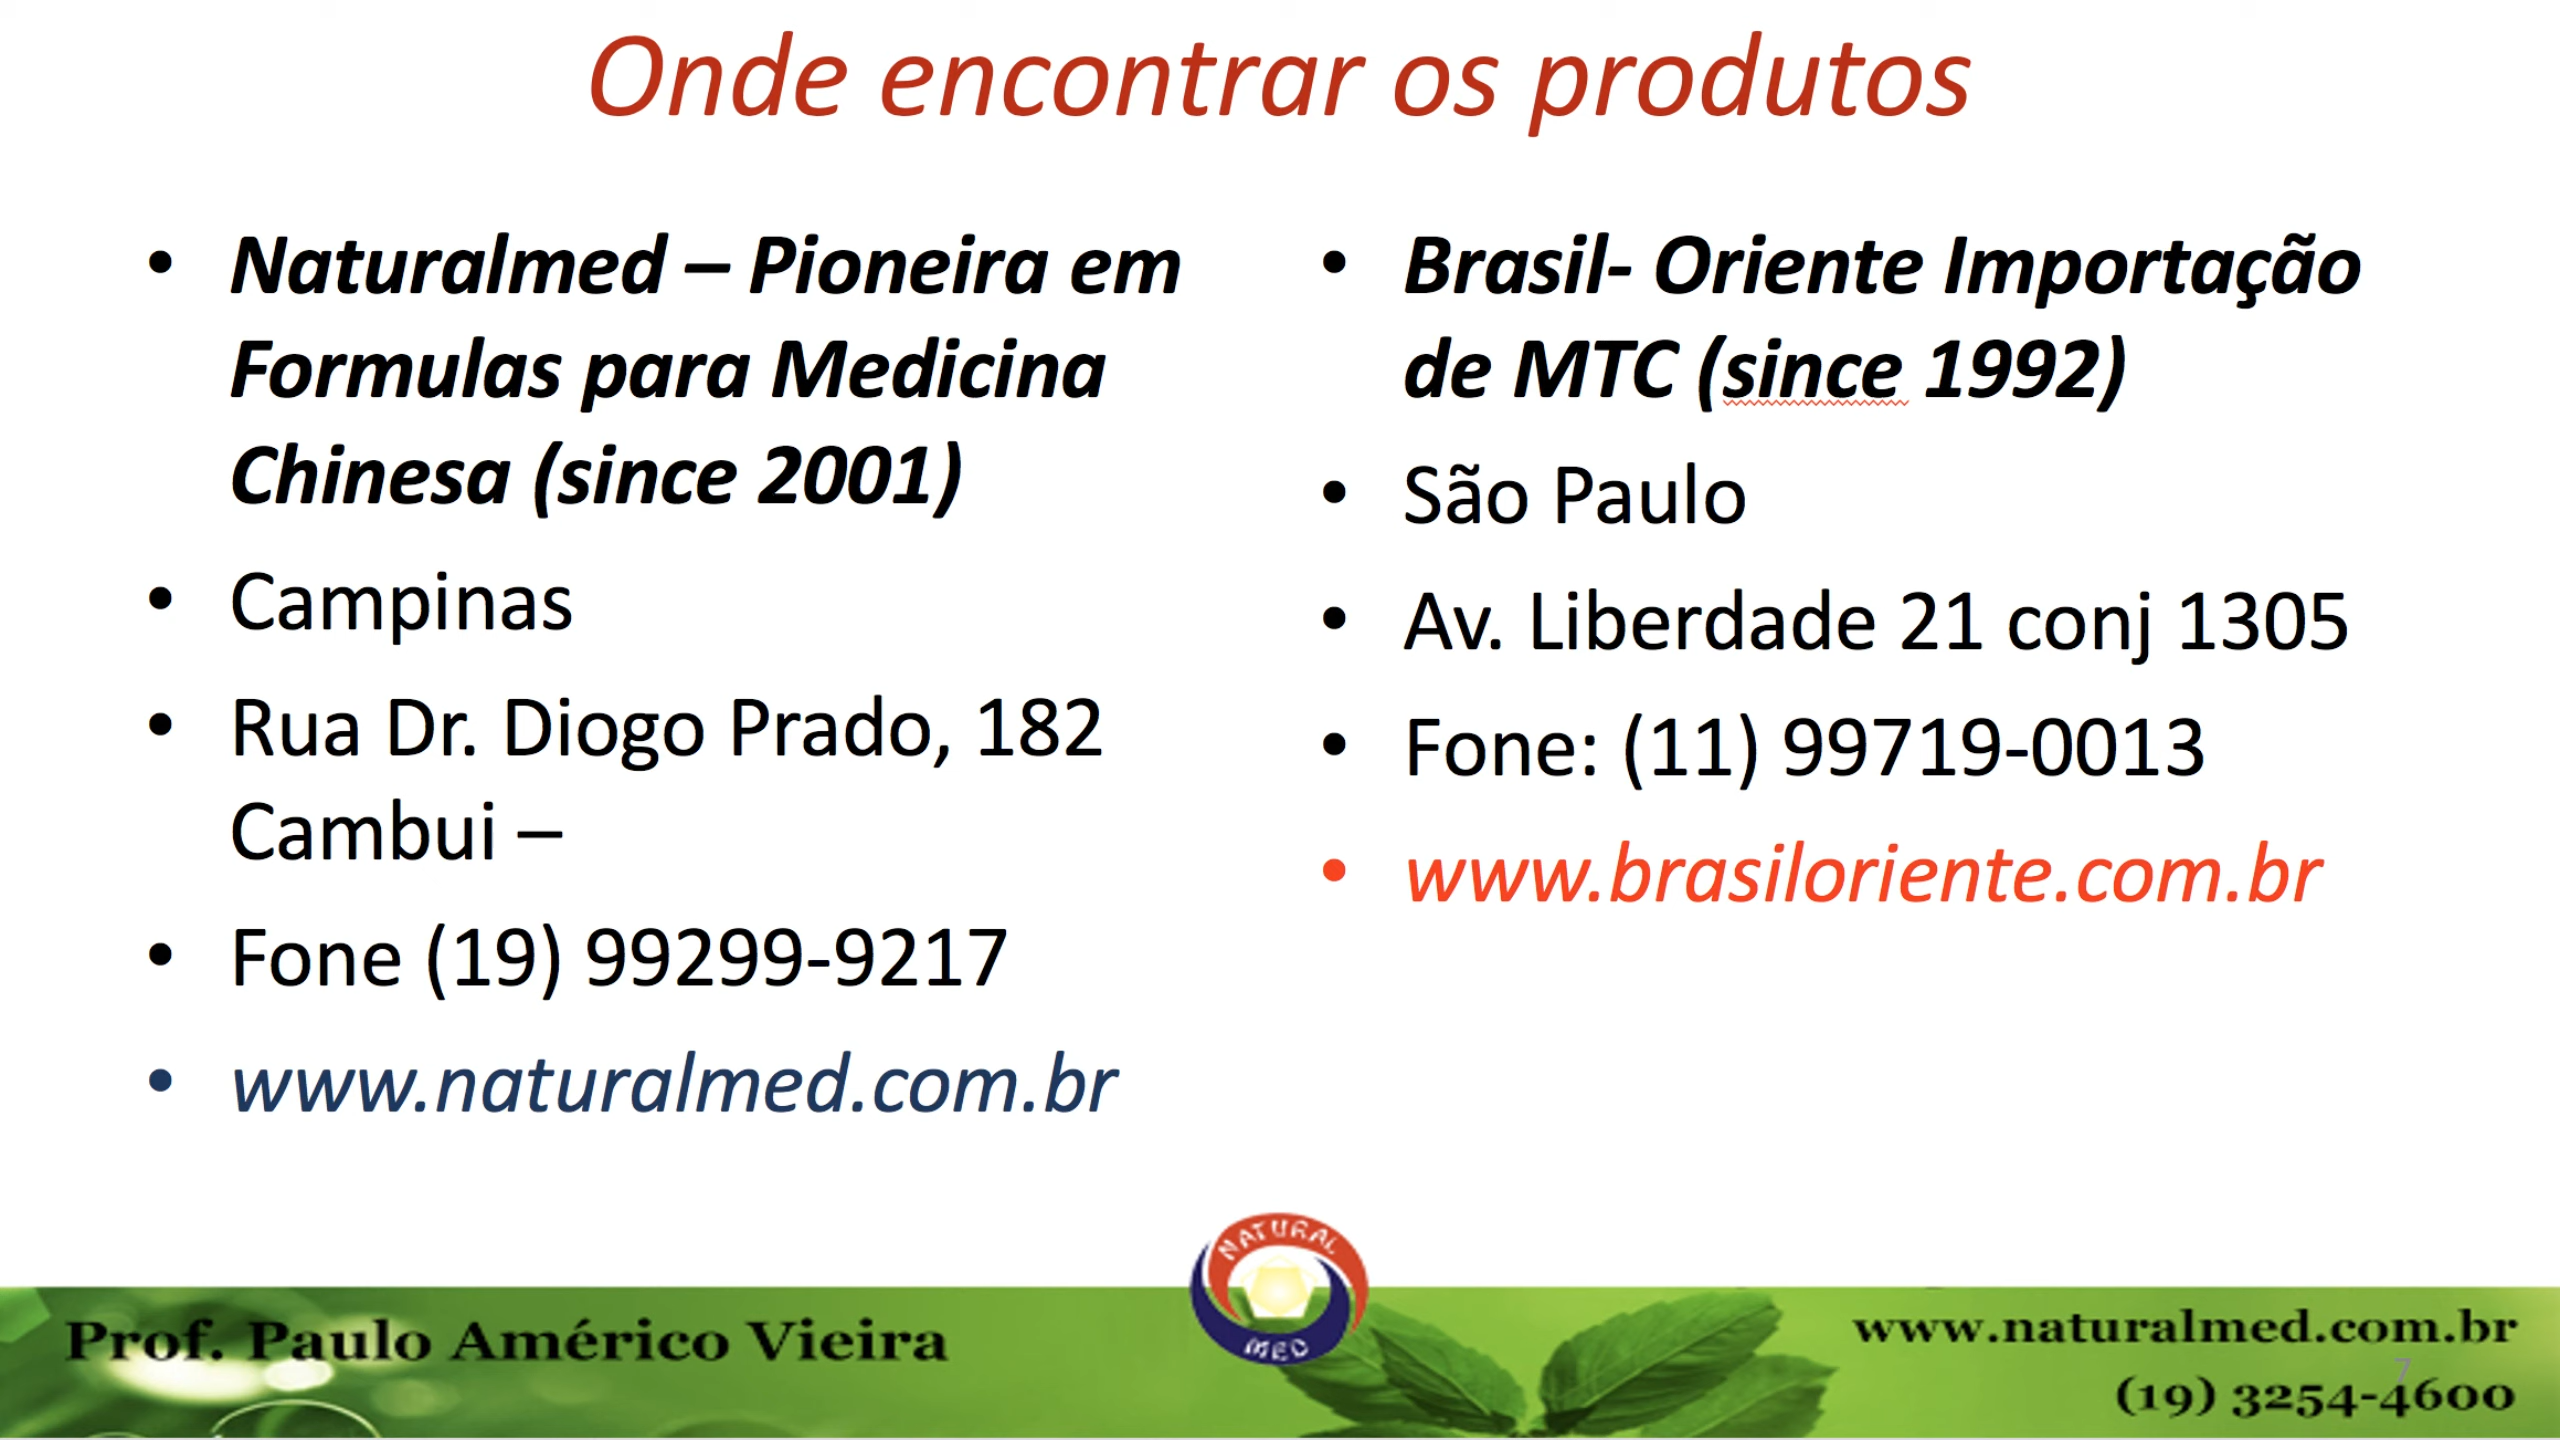 Onde encontrar os produtos
• Naturalmed – Pioneira em
Formulas para Medicina
Chinesa (since 2001)
• Campinas
• Rua Dr. Diogo Prado, 182
Cambui –
• Fone (19) 99299-9217
• www.naturalmed.com.br
• Brasil- Oriente Importação
de MTC (since 1992)
• São Paulo
• Av. Liberdade 21 conj 1305
• Fone: (11) 99719-0013
• www.brasiloriente.com.br
NATURAL
MED
Prof. Paulo Américo Vieira
www.naturalmed.com.br
7
(19) 3254-4600